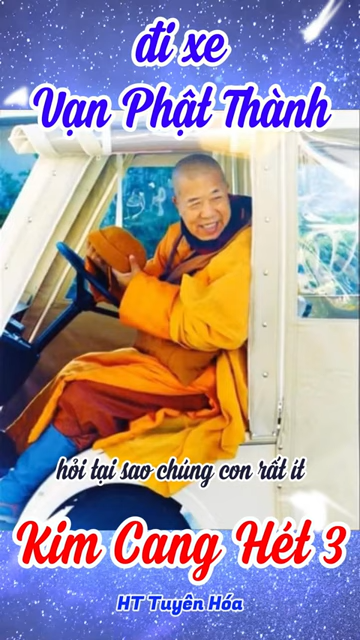 đi xe
Vạn Phật Thành
hỏi tại sao chúng con rất ít
Kim Cang Hét 3
HT Tuyên Hóa